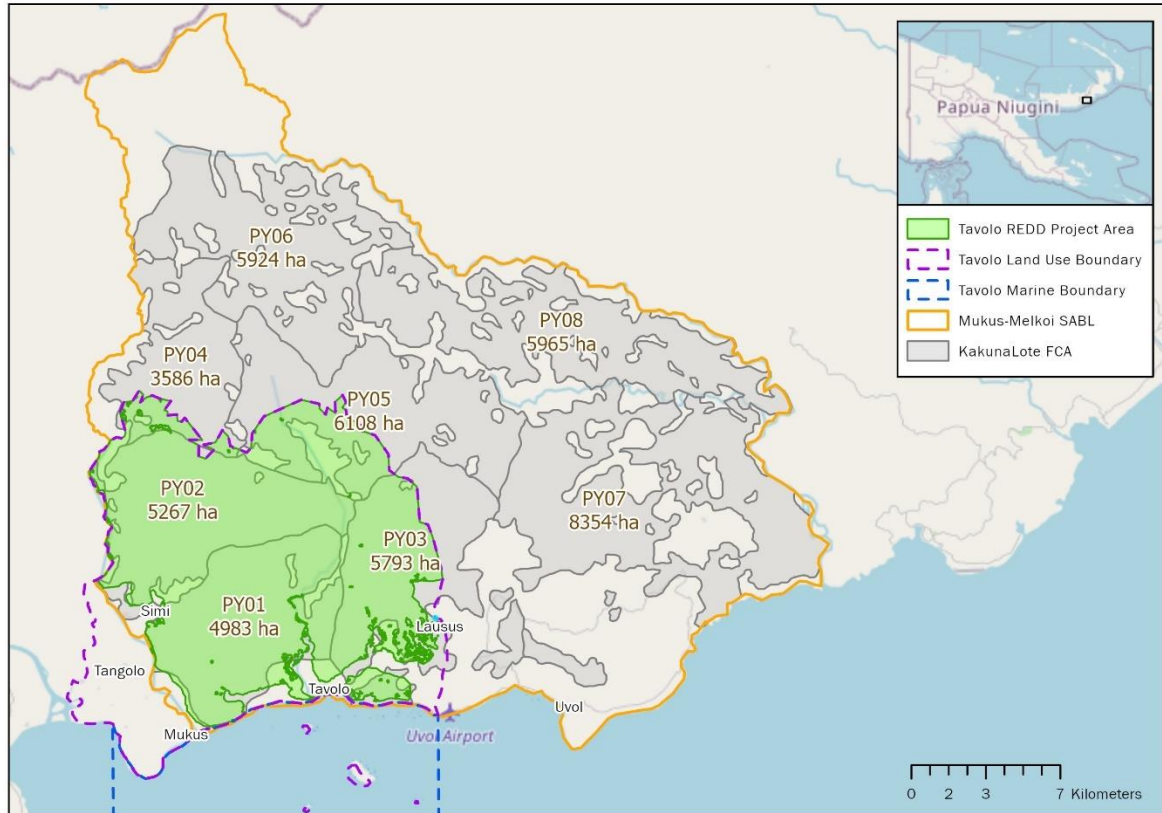 Papua Niugini
Tavolo REDD Project Area
Tavolo Land Use Boundary
Tavolo Marine Boundary
Mukus-Melkoi SABL
KakunaLote FCA
PY06
5924 ha
PY08
5965 ha
PY04
3586 ha
PY05
6108 ha
PY02
5267 ha
PY07
8354 ha
PY03
5793 ha
PY01
4983 ha
Simi
Lausus
Tangolo
Tavolo
Uvol
Mukus
Uvol Airport
0 2 3 7 Kilometers